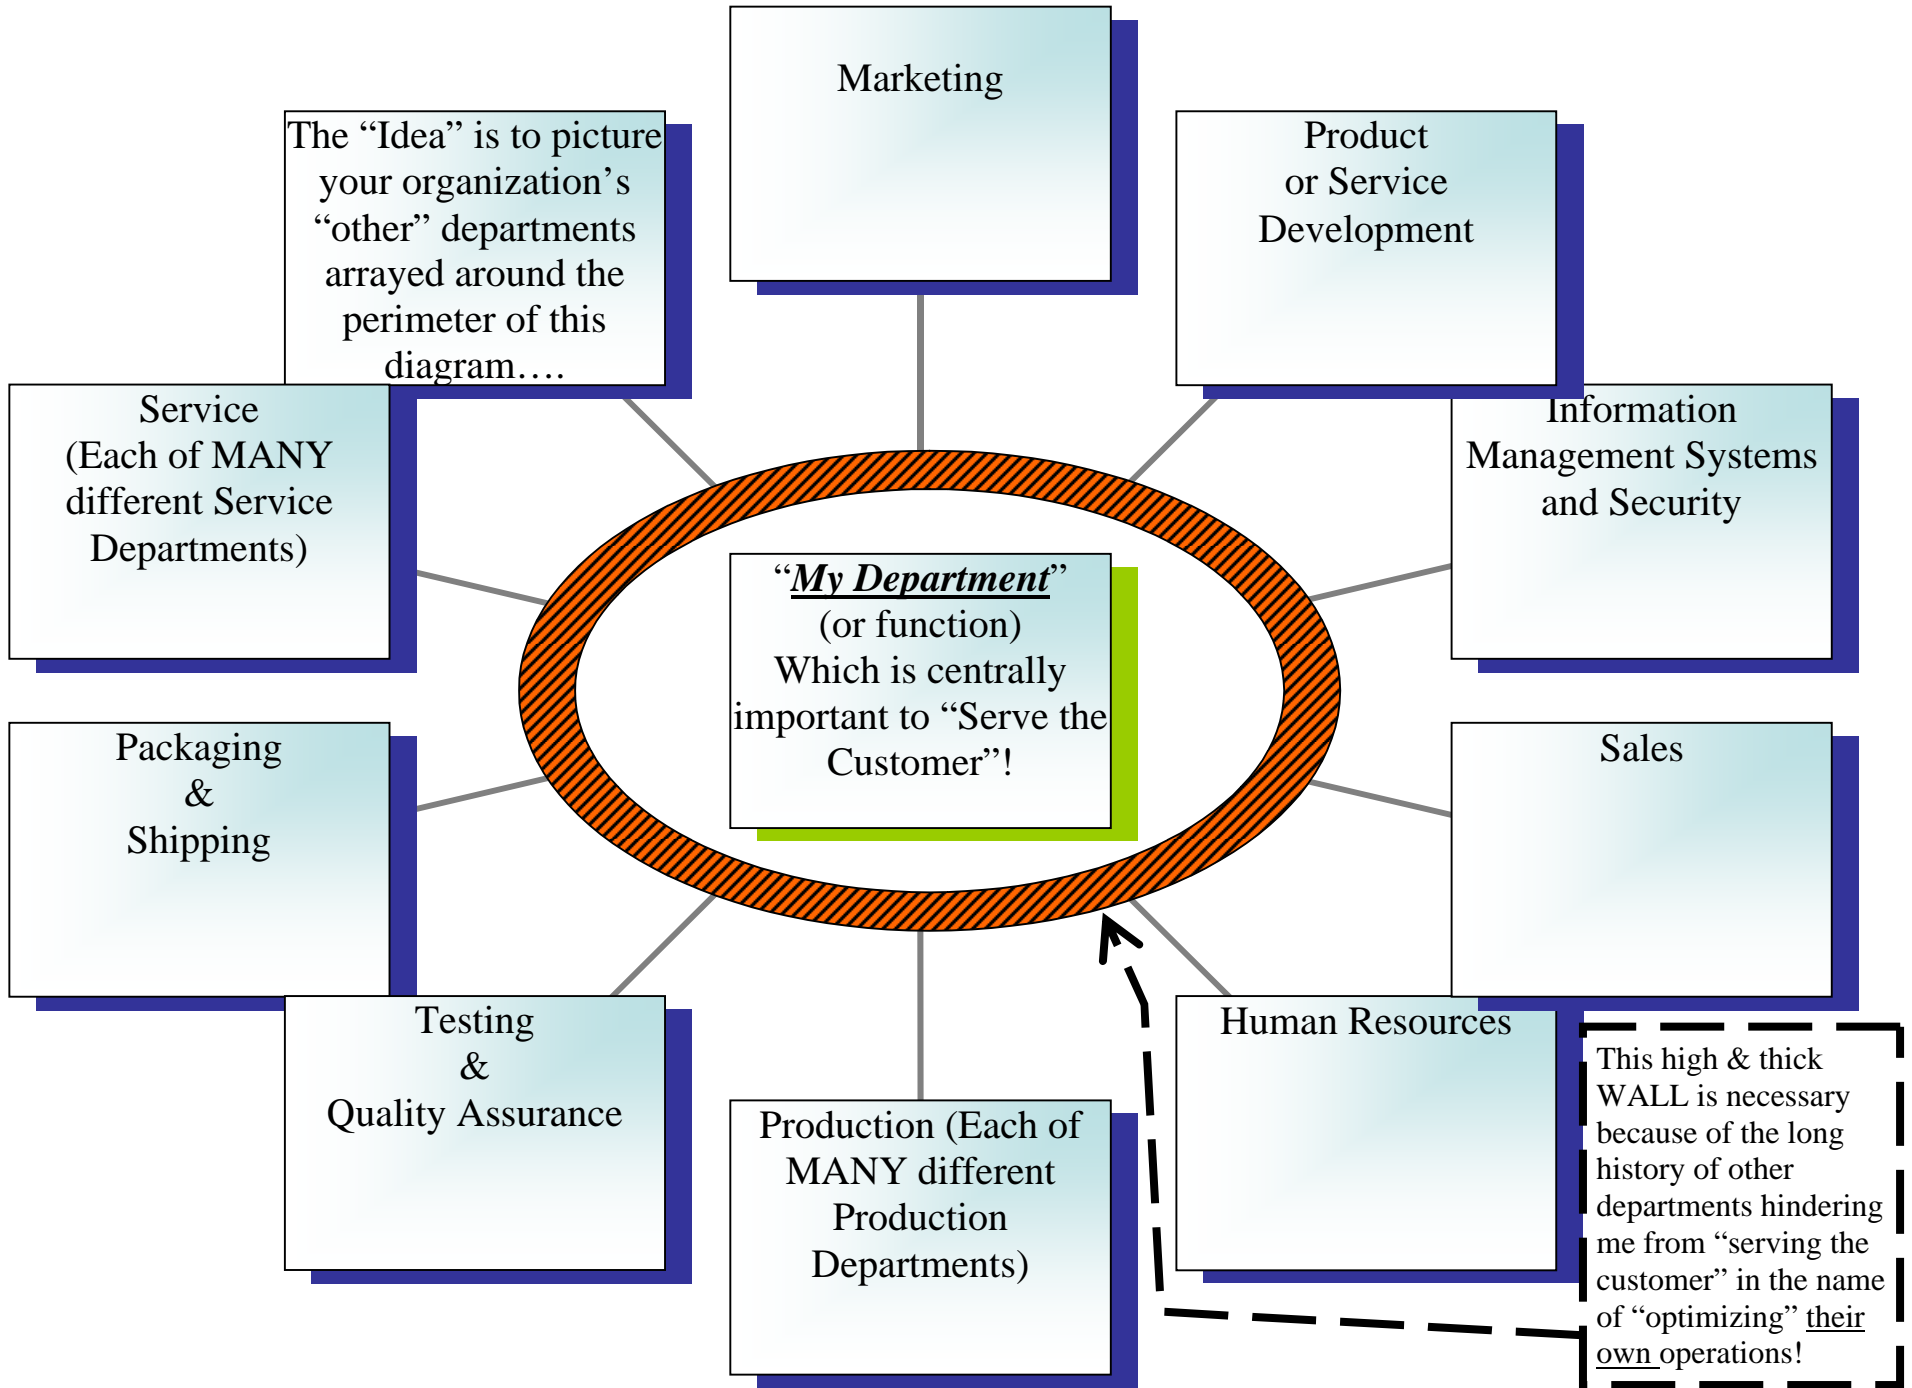 Marketing
The “Idea” is to picture
your organization’s
“other” departments
arrayed around the
perimeter of this
diagram….
Product
or Service
Development
Service
(Each of MANY
different Service
Departments)
Information
Management Systems
and Security
“My Department”
(or function)
Which is centrally
important to “Serve the
Customer”!
Packaging
&
Shipping
Sales
Testing
&
Quality Assurance
Human Resources
Production (Each of
MANY different
Production
Departments)
This high & thick
WALL is necessary
because of the long
history of other
departments hindering
me from “serving the
customer” in the name
of “optimizing” their
own operations!